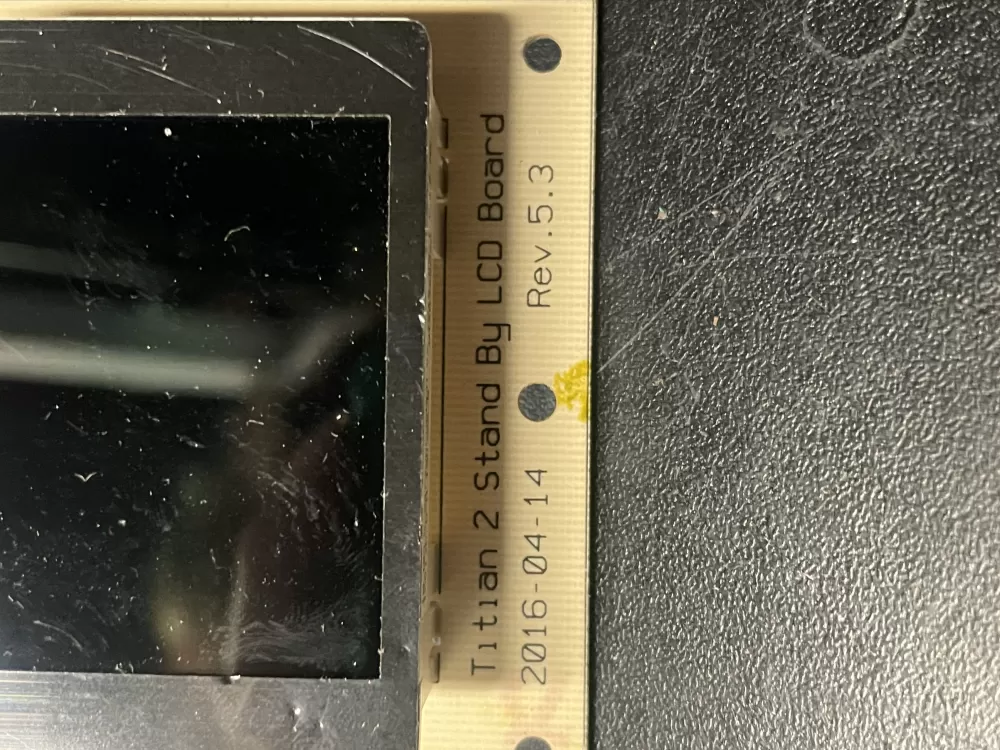 Titian 2 Stand By LCD Board
2016-04-14 Rev.5.3